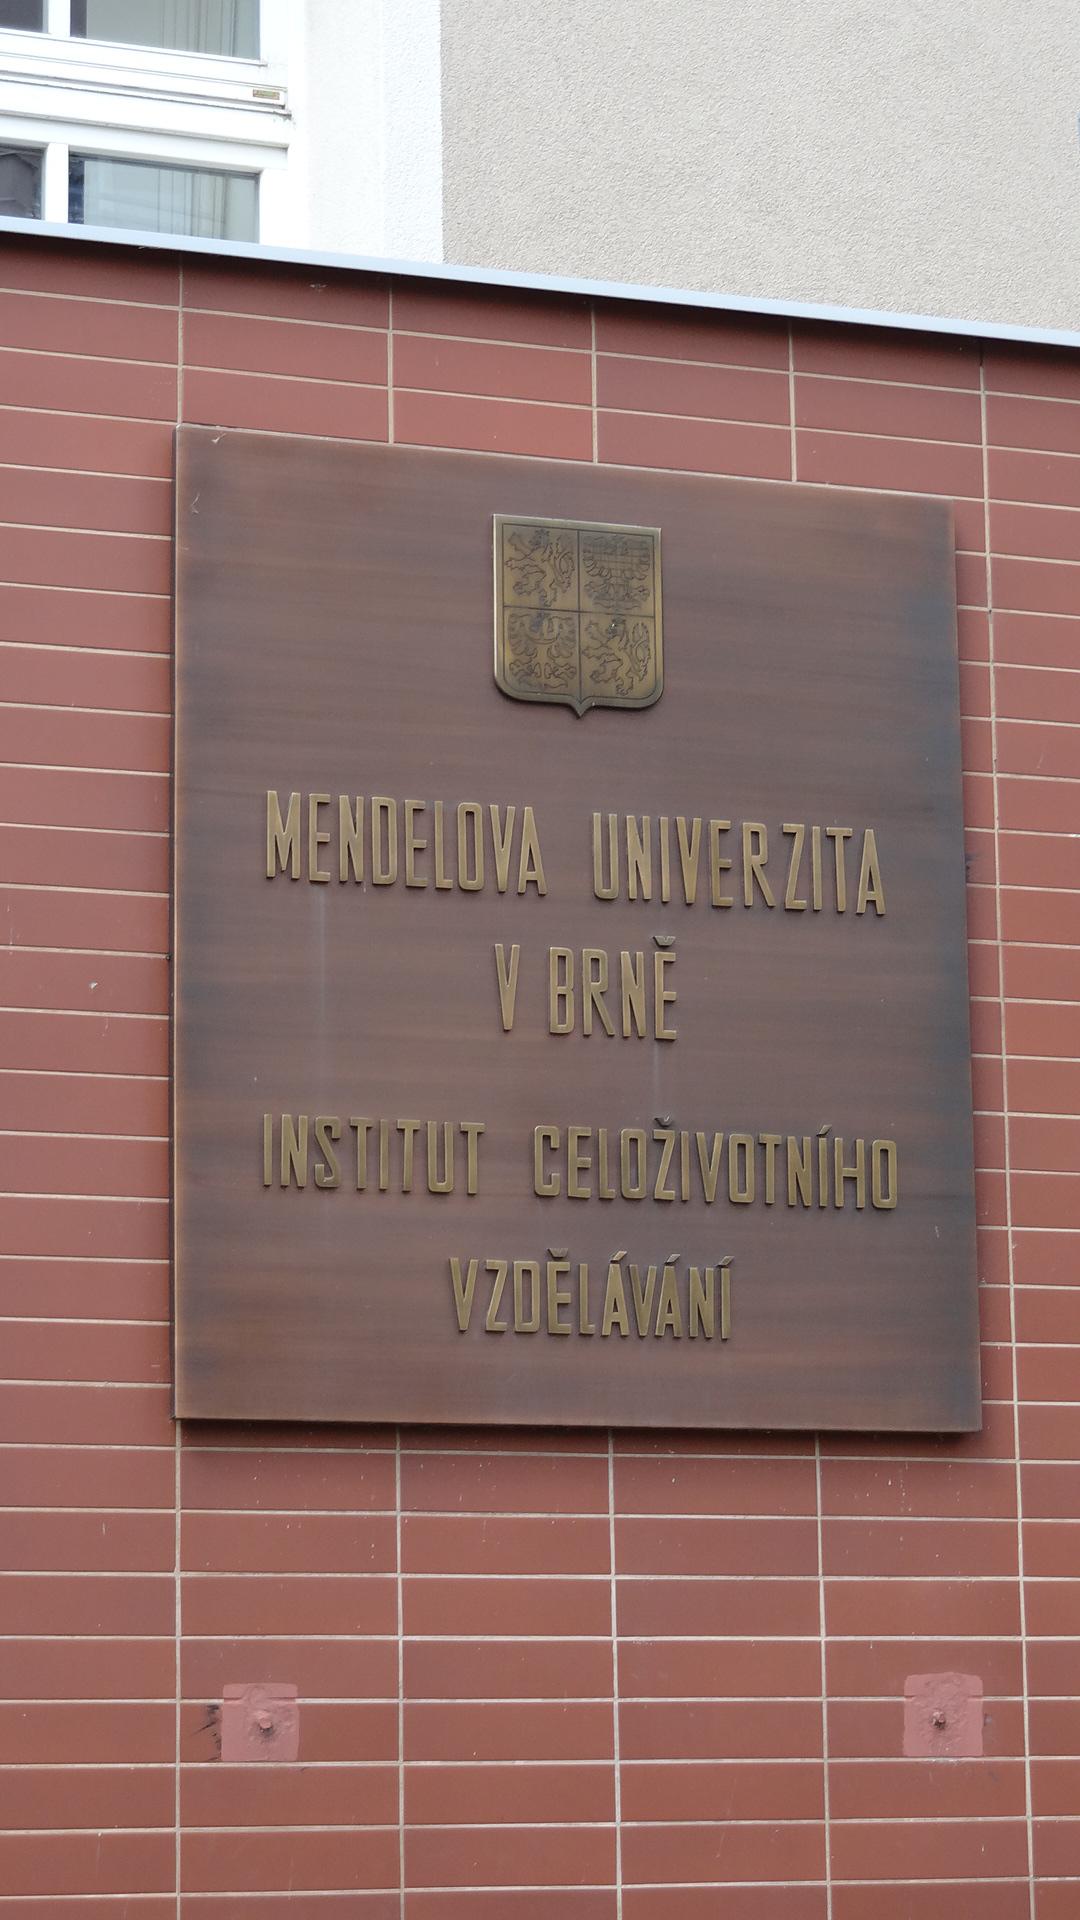 MENDELOVA UNIVERZITA
V BRNĚ
INSTITUT CELOŽIVOTNÍHO
VZDĚLÁVÁNÍ